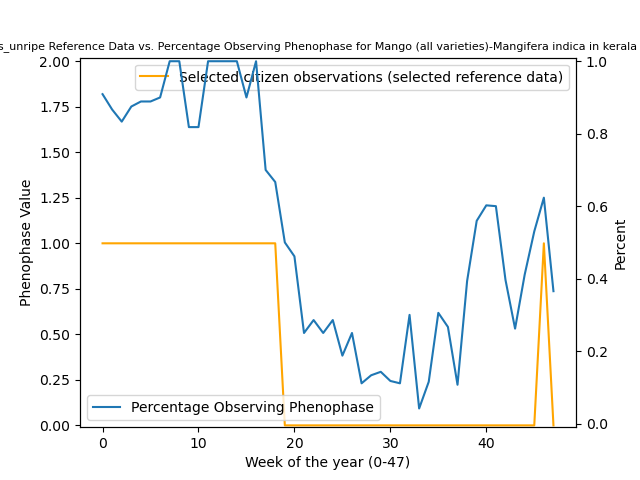 s_unripe Reference Data vs. Percentage Observing Phenophase for Mango (all varieties)-Mangifera indica in kerala
Selected citizen observations (selected reference data)
Percentage Observing Phenophase
Phenophase Value
2.00
1.75
1.50
1.25
1.00
0.75
0.50
0.25
0.00
1.0
0.8
0.6
0.4
0.2
0.0
Percent
0 10 20 30 40
Week of the year (0-47)